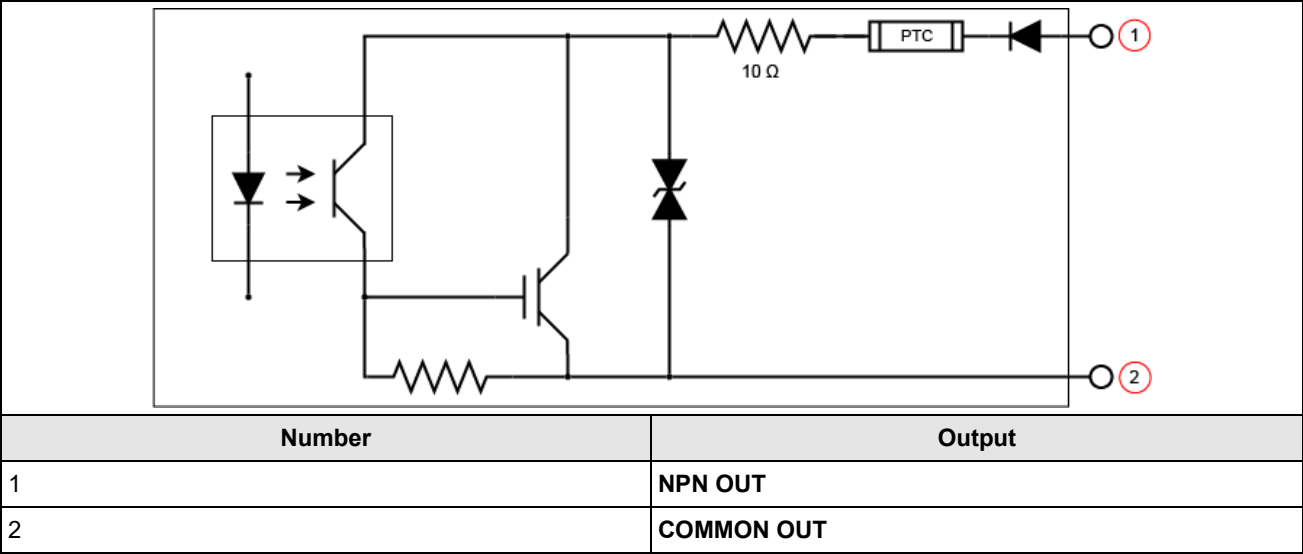 PTC
1
10 Ω
2
Number Output
1 NPN OUT
2 COMMON OUT